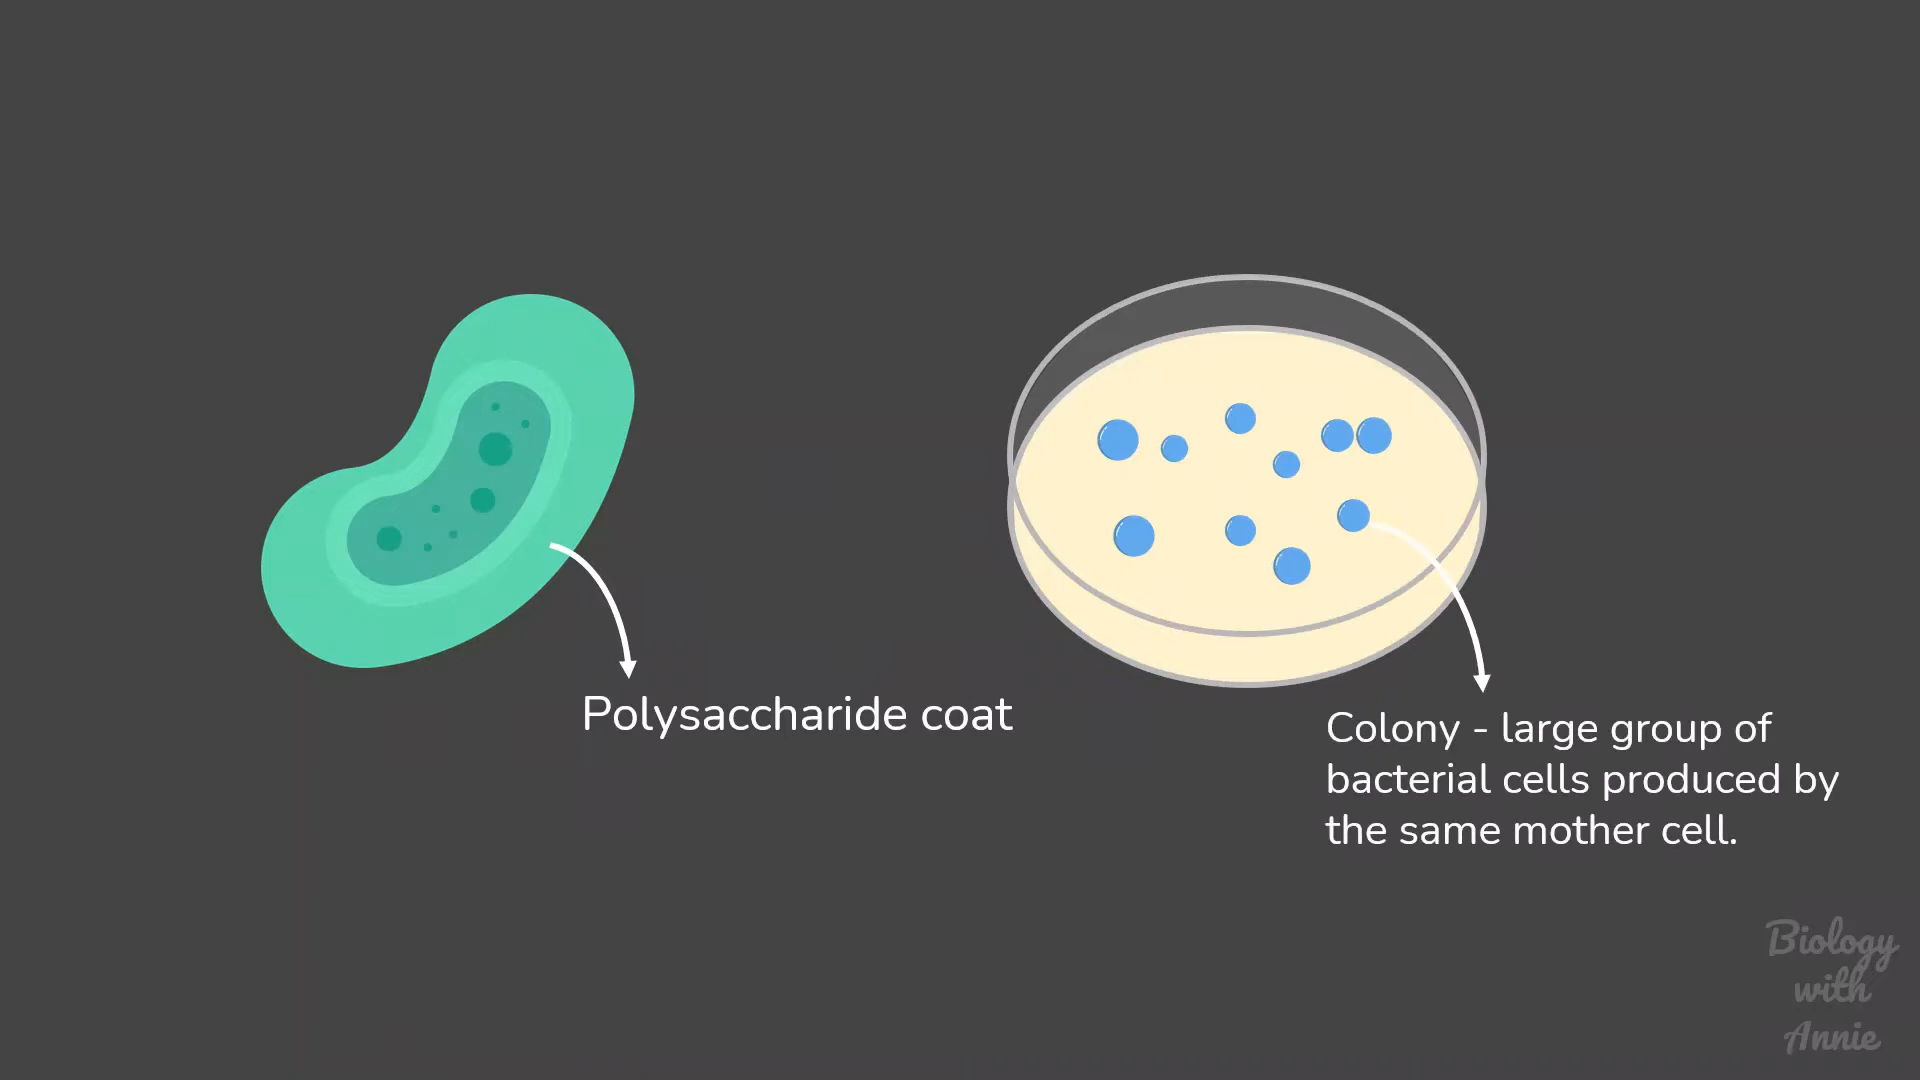 Polysaccharide coat
Colony - large group of
bacterial cells produced by
the same mother cell.
Biology
with
Annie